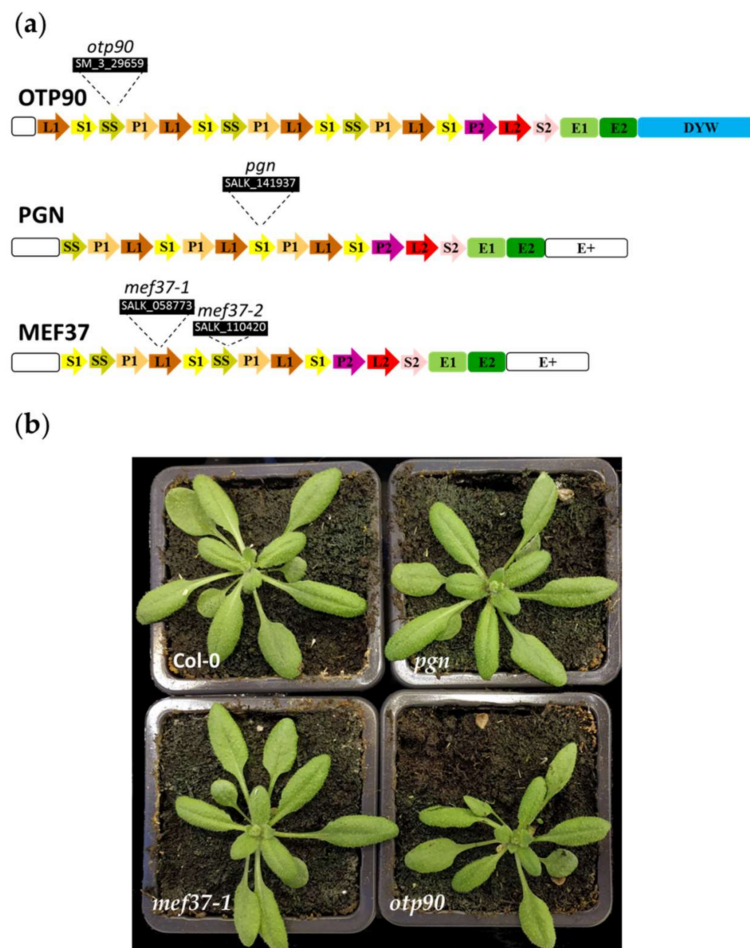 (a)
otp90
SM_3_29659
OTP90
L1 S1 SS P1 L1 S1 SS P1 L1 S1 SS P1 L1 S1 P2 L2 S2 E1 E2 DYW
pgn
SALK_141937
PGN
SS P1 L1 S1 P1 L1 S1 P1 L1 S1 P2 L2 S2 E1 E2 E+
mef37-1
SALK_058773
mef37-2
SALK_110420
MEF37
S1 SS P1 L1 S1 SS P1 L1 S1 P2 L2 S2 E1 E2 E+
(b)
Col-0
pgn
mef37-1
otp90